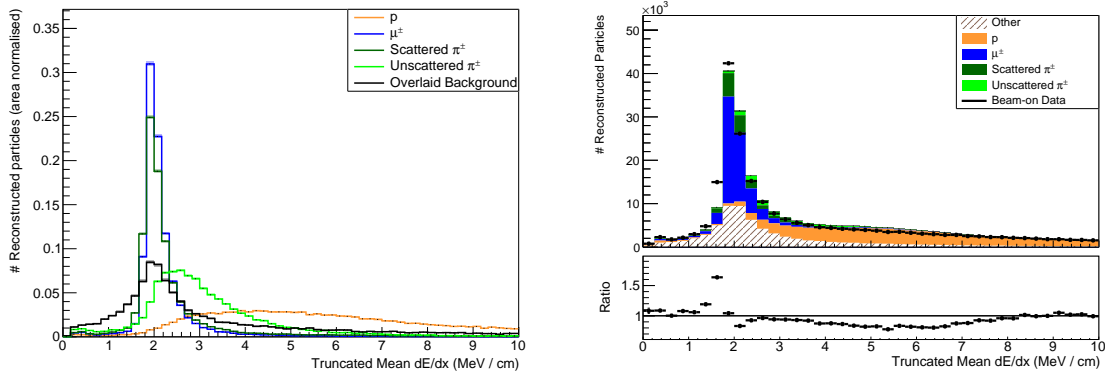 # Reconstructed particles (area normalised)
0.35
0.3
0.25
0.2
0.15
0.1
0.05
0
0 1 2 3 4 5 6 7 8 9 10
Truncated Mean dE/dx (MeV / cm)
p
μ±
Scattered π±
Unscattered π±
Overlaid Background
×10³
# Reconstructed Particles
50
40
30
20
10
0
Other
p
μ±
Scattered π±
Unscattered π±
Beam-on Data
Ratio
1.5
1
0 1 2 3 4 5 6 7 8 9 10
Truncated Mean dE/dx (MeV / cm)